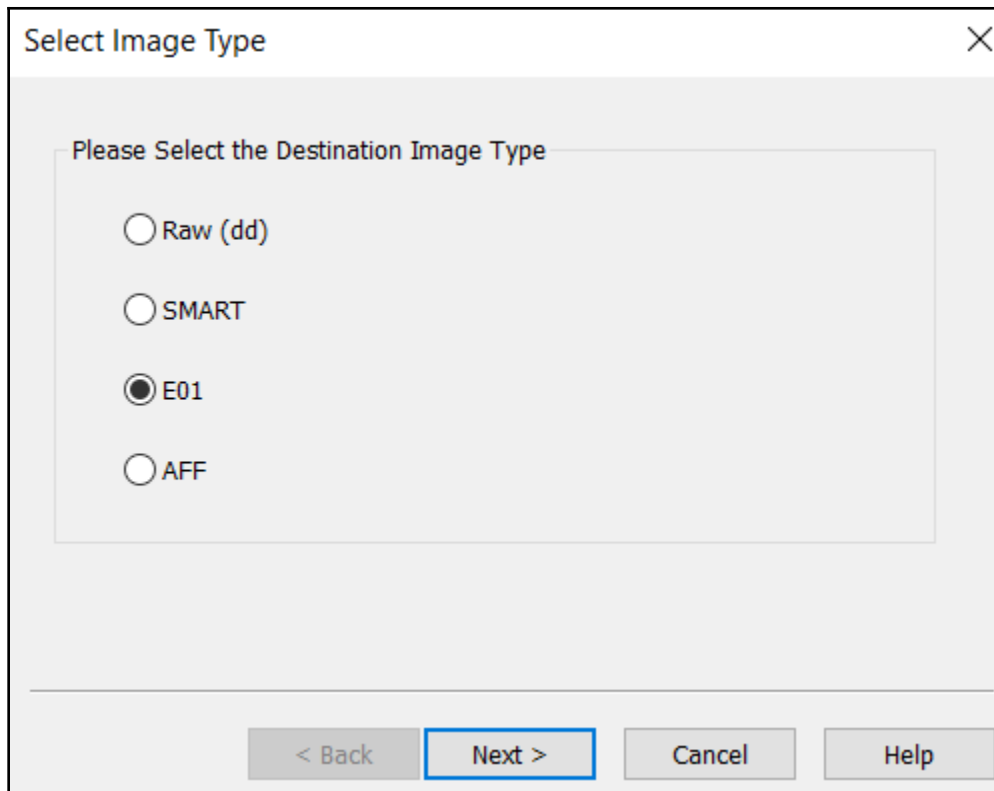 Select Image Type
Please Select the Destination Image Type
Raw (dd)
SMART
E01
AFF
< Back Next > Cancel Help